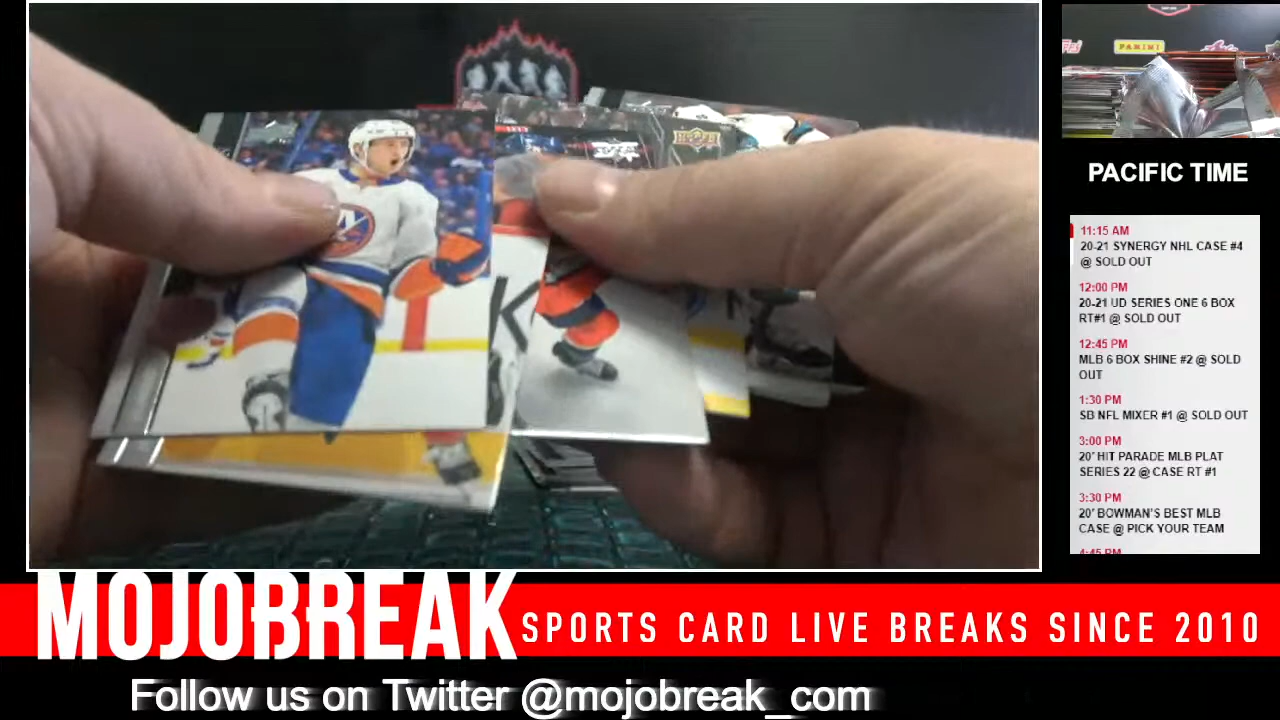 PANINI
PACIFIC TIME
11:15 AM
20-21 SYNERGY NHL CASE #4
@ SOLD OUT
12:00 PM
20-21 UD SERIES ONE 6 BOX
RT#1 @ SOLD OUT
12:45 PM
MLB 6 BOX SHINE #2 @ SOLD
OUT
1:30 PM
SB NFL MIXER #1 @ SOLD OUT
3:00 PM
20' HIT PARADE MLB PLAT
SERIES 22 @ CASE RT #1
3:30 PM
20' BOWMAN'S BEST MLB
CASE @ PICK YOUR TEAM
4:45 PM
MOJOBREAK
SPORTS CARD LIVE BREAKS SINCE 2010
Follow us on Twitter @mojobreak_com